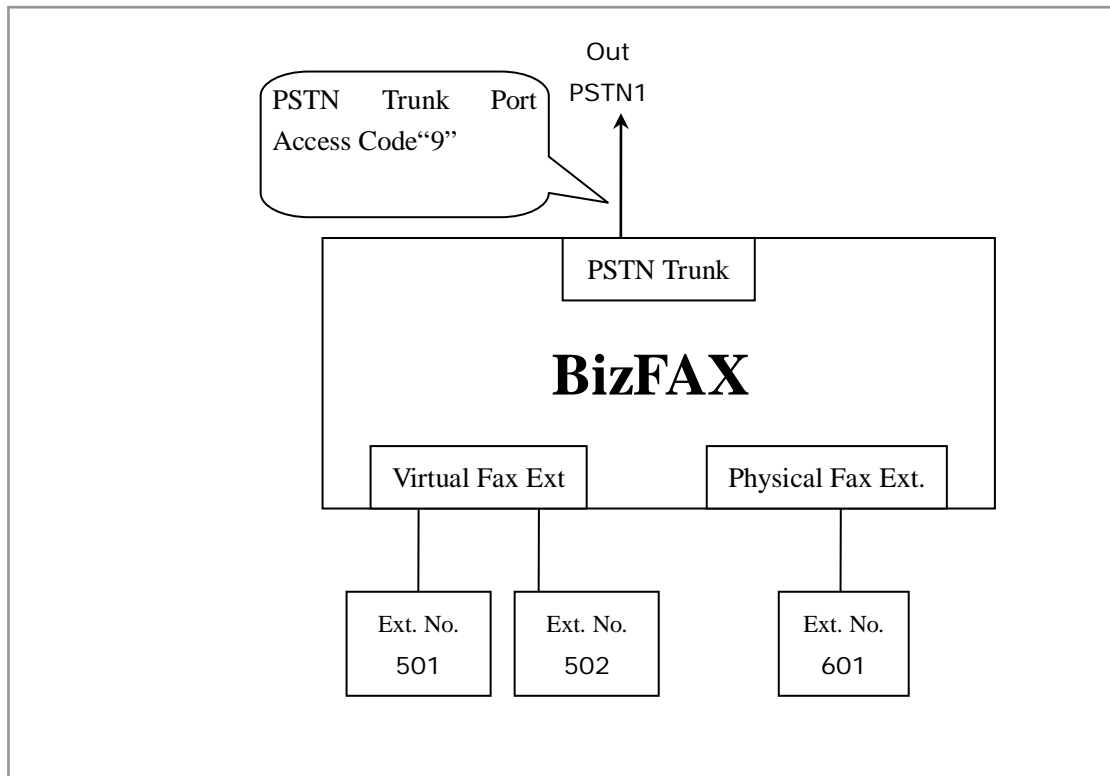 Out
PSTN1
PSTN Trunk Port
Access Code“9”
PSTN Trunk
BizFAX
Virtual Fax Ext
Physical Fax Ext.
Ext. No.
501
Ext. No.
502
Ext. No.
601